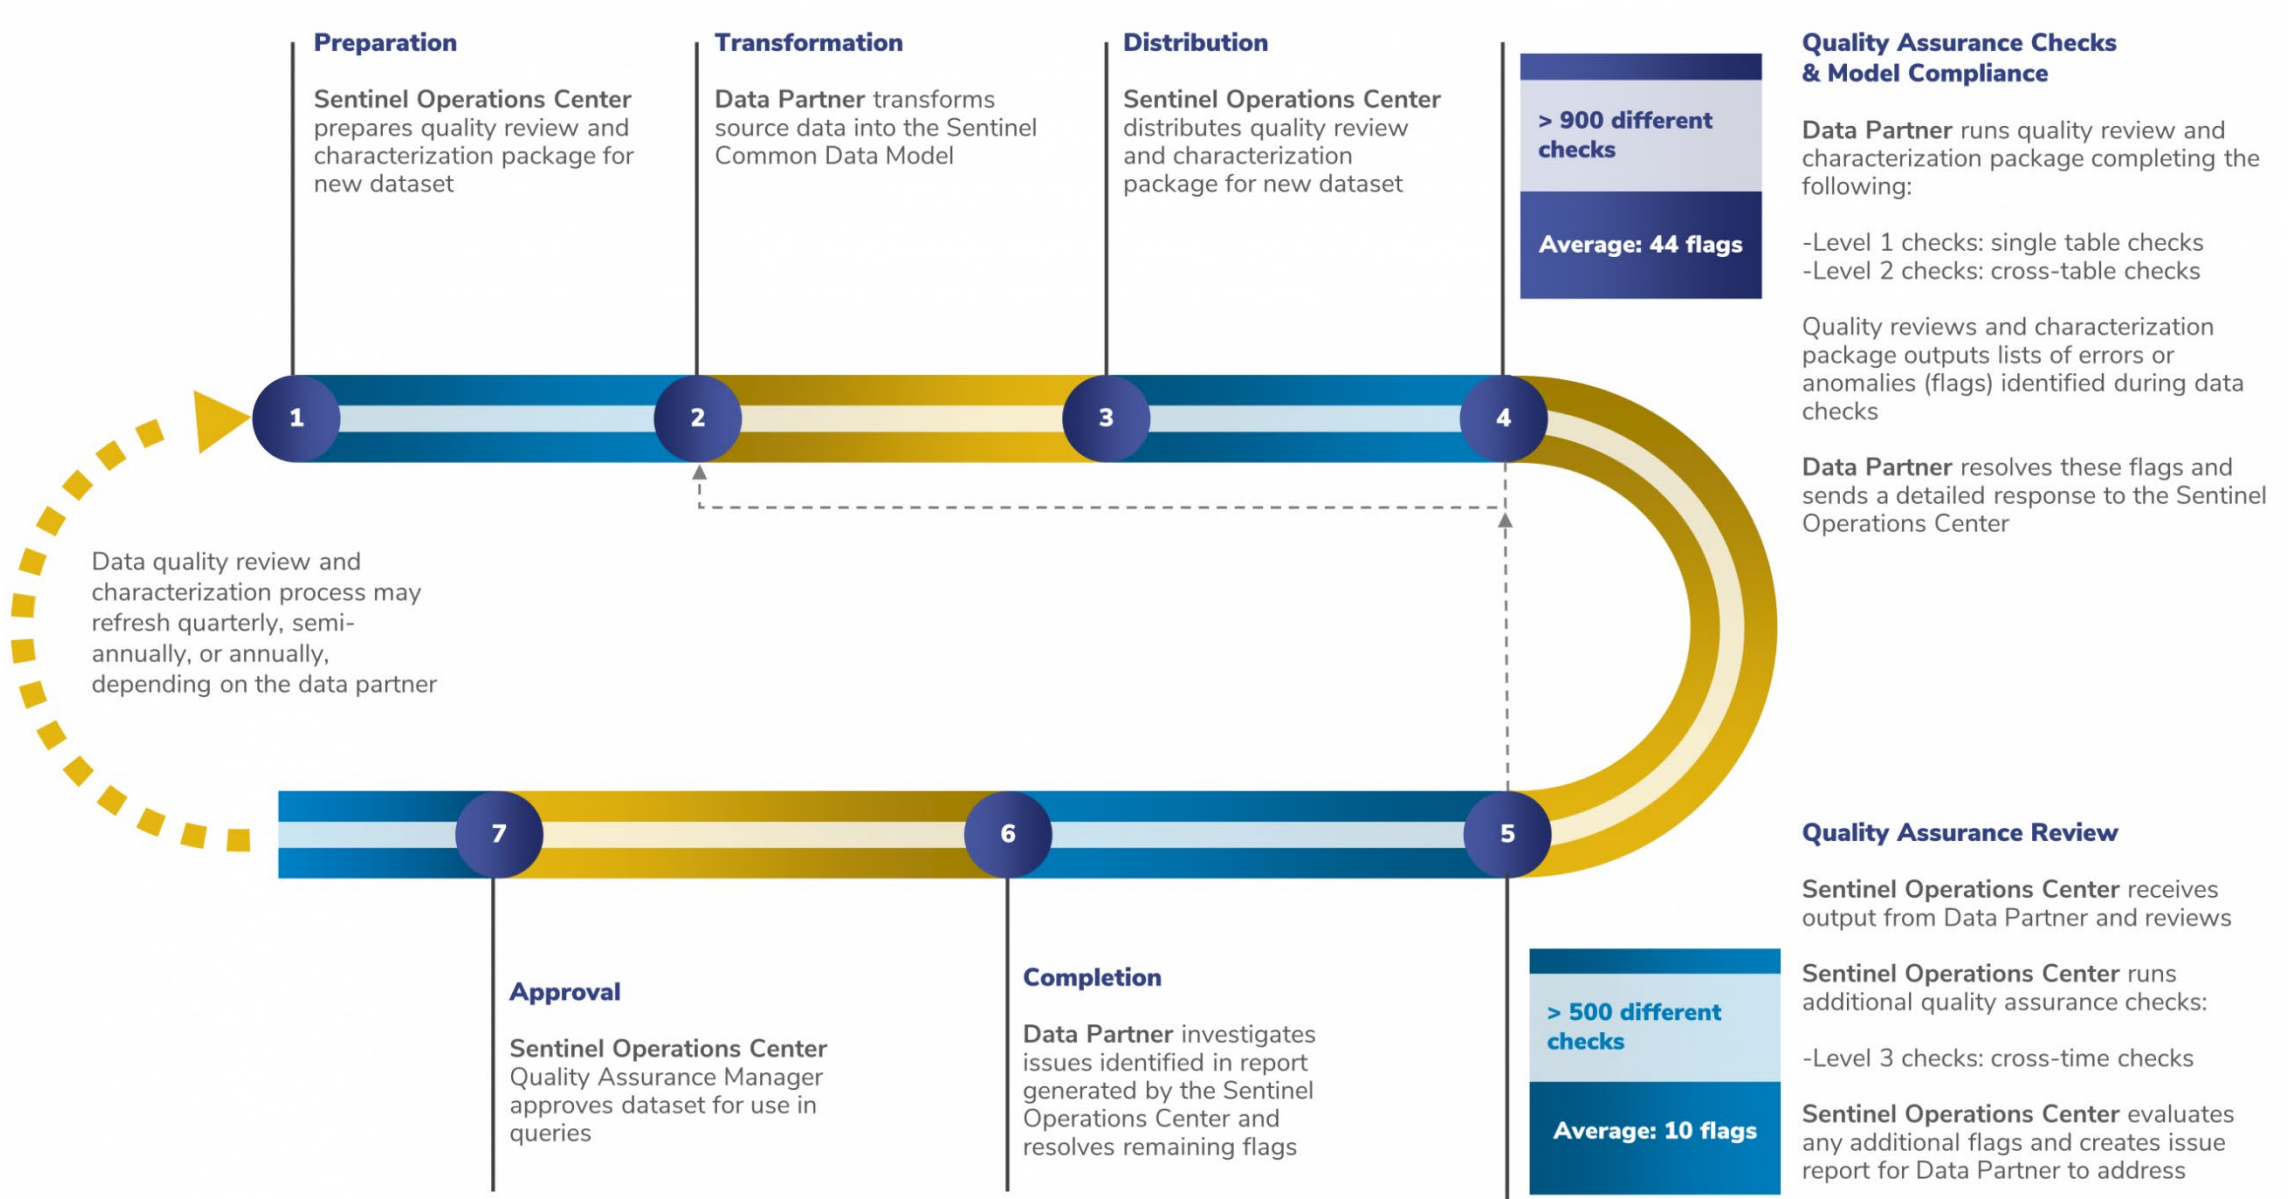 Preparation
Sentinel Operations Center
prepares quality review and
characterization package for
new dataset
Transformation
Data Partner transforms
source data into the Sentinel
Common Data Model
Distribution
Sentinel Operations Center
distributes quality review
and characterization
package for new dataset
> 900 different
checks
Average: 44 flags
Quality Assurance Checks
& Model Compliance
Data Partner runs quality review and
characterization package completing the
following:
-Level 1 checks: single table checks
-Level 2 checks: cross-table checks
Quality reviews and characterization
package outputs lists of errors or
anomalies (flags) identified during data
checks
Data Partner resolves these flags and
sends a detailed response to the Sentinel
Operations Center
1
2
3
4
Data quality review and
characterization process may
refresh quarterly, semi-
annually, or annually,
depending on the data partner
7
6
5
Approval
Sentinel Operations Center
Quality Assurance Manager
approves dataset for use in
queries
Completion
Data Partner investigates
issues identified in report
generated by the Sentinel
Operations Center and
resolves remaining flags
> 500 different
checks
Average: 10 flags
Quality Assurance Review
Sentinel Operations Center receives
output from Data Partner and reviews
Sentinel Operations Center runs
additional quality assurance checks:
-Level 3 checks: cross-time checks
Sentinel Operations Center evaluates
any additional flags and creates issue
report for Data Partner to address